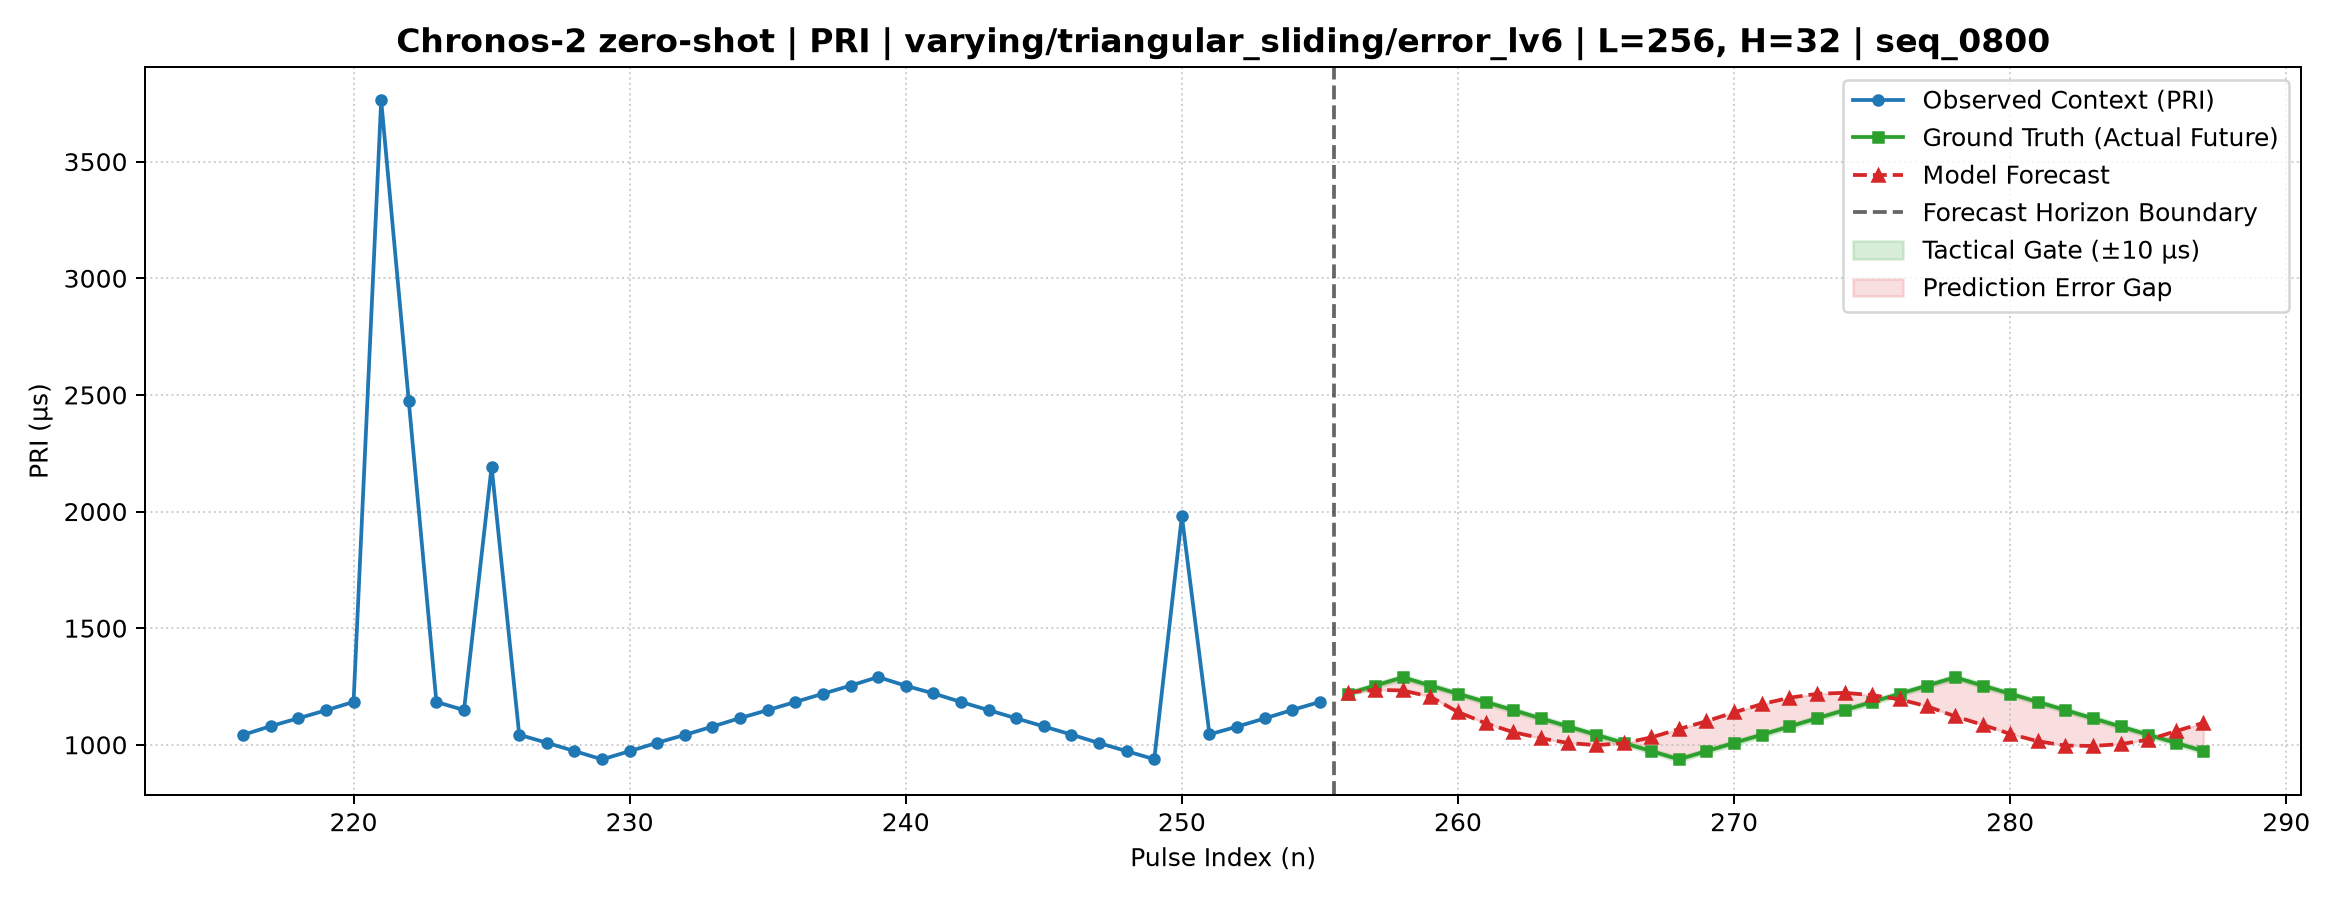 Chronos-2 zero-shot | PRI | varying/triangular_sliding/error_lv6 | L=256, H=32 | seq_0800
Observed Context (PRI)
Ground Truth (Actual Future)
Model Forecast
Forecast Horizon Boundary
Tactical Gate (±10 µs)
Prediction Error Gap
PRI (µs)
3500
3000
2500
2000
1500
1000
220 230 240 250 260 270 280 290
Pulse Index (n)